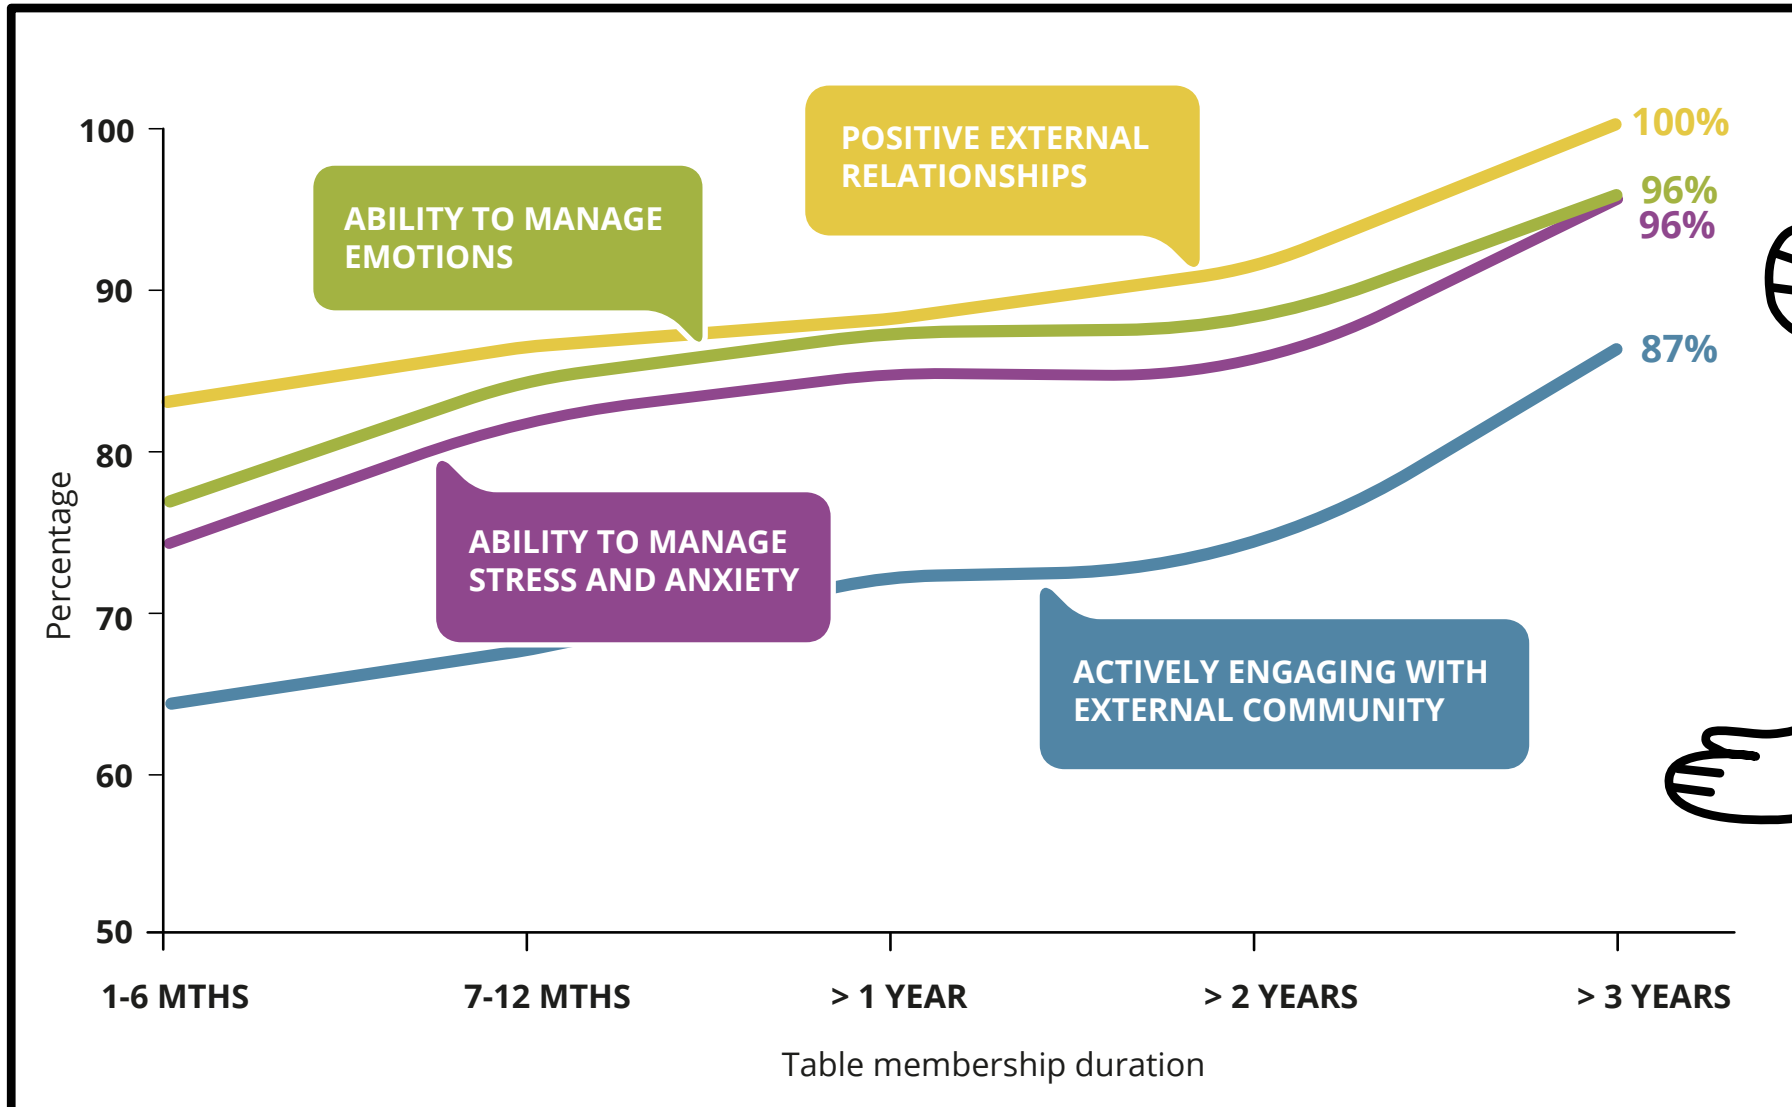 POSITIVE EXTERNAL
RELATIONSHIPS
ABILITY TO MANAGE
EMOTIONS
100%
96%
96%
87%
100
90
80
70
60
50
Percentage
ABILITY TO MANAGE
STRESS AND ANXIETY
ACTIVELY ENGAGING WITH
EXTERNAL COMMUNITY
1-6 MTHS
7-12 MTHS
> 1 YEAR
> 2 YEARS
> 3 YEARS
Table membership duration